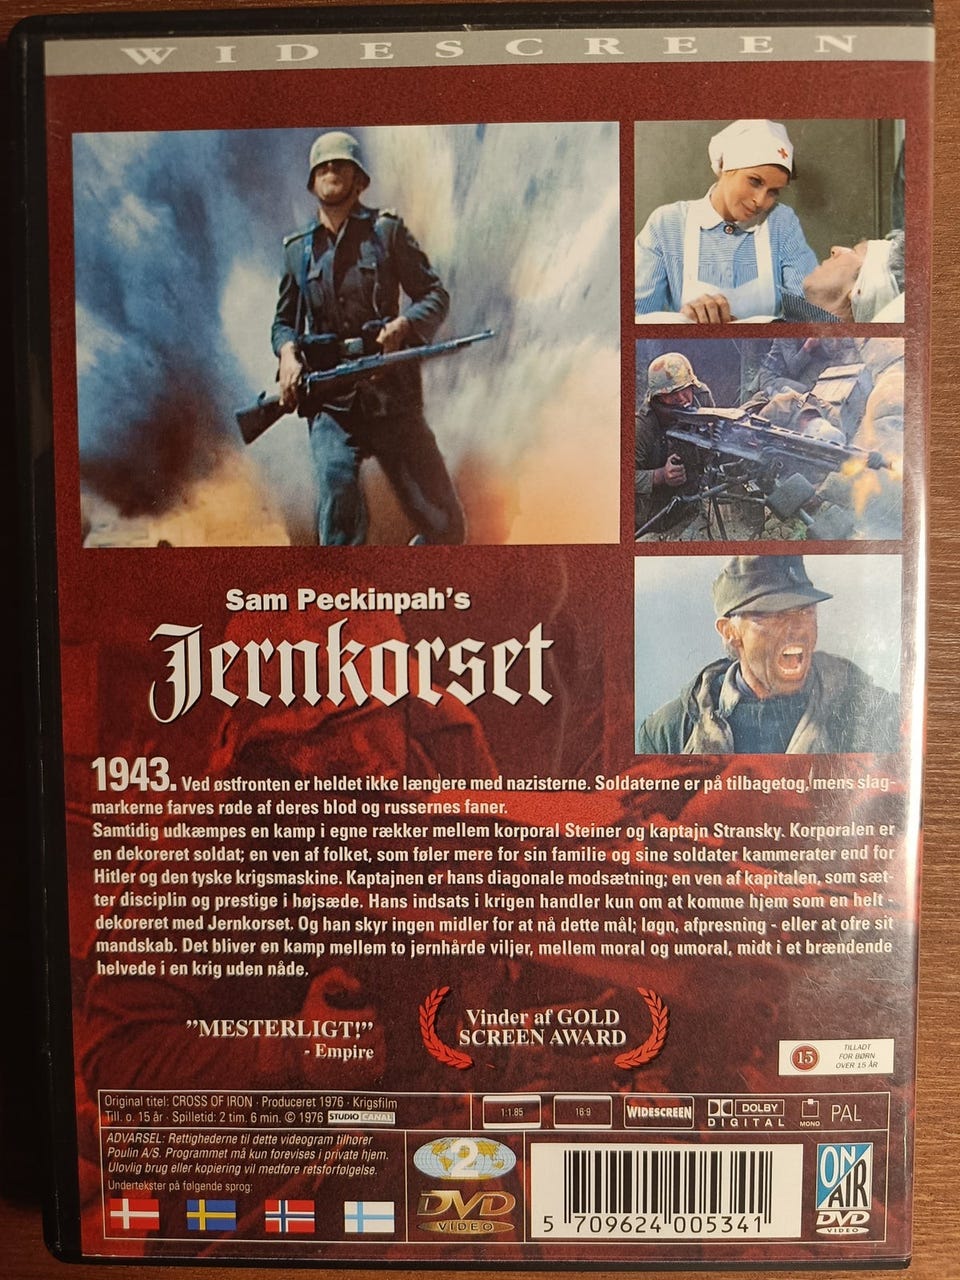 WIDESCREEN
Sam Peckinpah's
Jernkorset
1943. Ved østfronten er heldet ikke længere med nazisterne. Soldaterne er på tilbagetog, mens slag-
markerne farves røde af deres blod og russernes faner.
Samtidig udkæmpes en kamp i egne rækker mellem korporal Steiner og kaptajn Stransky. Korporalen er
en dekoreret soldat; en ven af folket, som føler mere for sin familie og sine soldater kammerater end for
Hitler og den tyske krigsmaskine. Kaptajnen er hans diagonale modsætning; en ven af kapitalen, som sæt-
ter disciplin og prestige i højsæde. Hans indsats i krigen handler kun om at komme hjem som en helt -
dekoreret med Jernkorset. Og han skyr ingen midler for at nå dette mål; løgn, afpresning - eller at ofre sit
mandskab. Det bliver en kamp mellem to jernhårde viljer, mellem moral og umoral, midt i et brændende
helvede i en krig uden nåde.
"MESTERLIGT!"
- Empire
Vinder af GOLD
SCREEN AWARD
15
TILLADT
FOR BØRN
OVER 15 ÅR
Original titel: CROSS OF IRON · Produceret 1976 · Krigsfilm
Till. o. 15 år · Spilletid: 2 tim. 6 min. © 1976 STUDIO CANAL
1:1.85
16:9
WIDESCREEN
DOLBY
DIGITAL
MONO
PAL
ADVARSEL: Rettighederne til dette videogram tilhører
Poulin A/S. Programmet må kun forevises i private hjem.
Ulovlig brug eller kopiering vil medføre retsforfølgelse.
Undertekster på følgende sprog:
2
DVD
VIDEO
5 709624 005341
ON
AIR
DVD
VIDEO